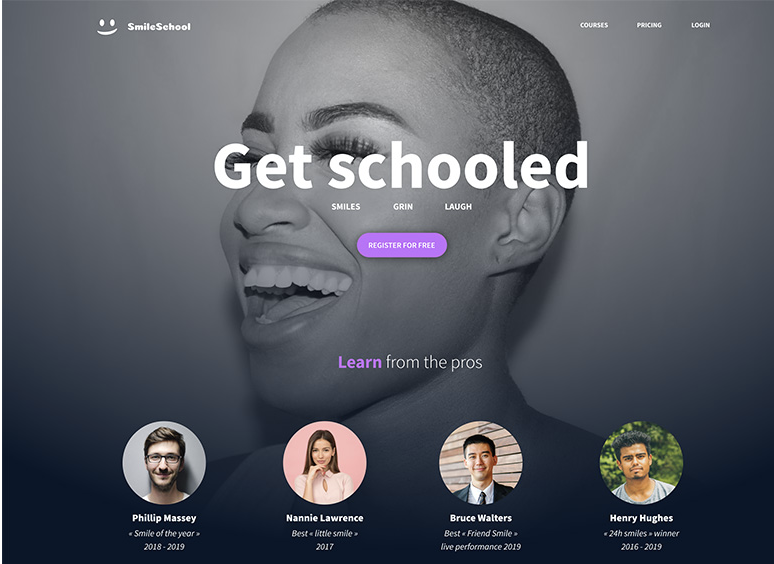 SmileSchool
COURSES PRICING LOGIN
Get schooled
SMILES GRIN LAUGH
REGISTER FOR FREE
Learn from the pros
Phillip Massey
« Smile of the year »
2018 - 2019
Nannie Lawrence
Best « little smile »
2017
Bruce Walters
Best « Friend Smile »
live performance 2019
Henry Hughes
« 24h smiles » winner
2016 - 2019